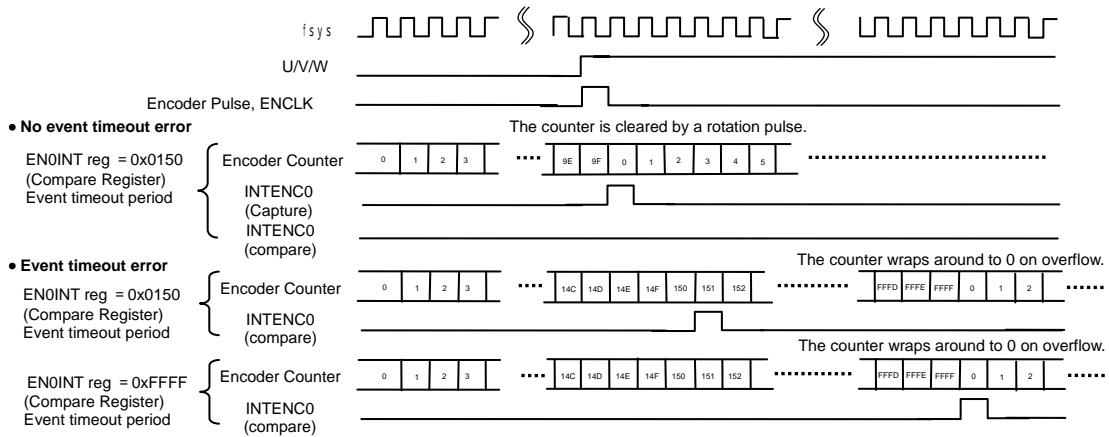 fsys
U/V/W
Encoder Pulse, ENCLK
• No event timeout error
The counter is cleared by a rotation pulse.
EN0INT reg = 0x0150
(Compare Register)
Event timeout period
Encoder Counter
0 1 2 3 ···· 9E 9F 0 1 2 3 4 5
INTENC0
(Capture)
INTENC0
(compare)
• Event timeout error
The counter wraps around to 0 on overflow.
EN0INT reg = 0x0150
(Compare Register)
Event timeout period
Encoder Counter
0 1 2 3 ···· 14C 14D 14E 14F 150 151 152 ········ FFFD FFFE FFFF 0 1 2 ·····
INTENC0
(compare)
The counter wraps around to 0 on overflow.
EN0INT reg = 0xFFFF
(Compare Register)
Event timeout period
Encoder Counter
0 1 2 3 ···· 14C 14D 14E 14F 150 151 152 ········ FFFD FFFE FFFF 0 1 2 ·····
INTENC0
(compare)